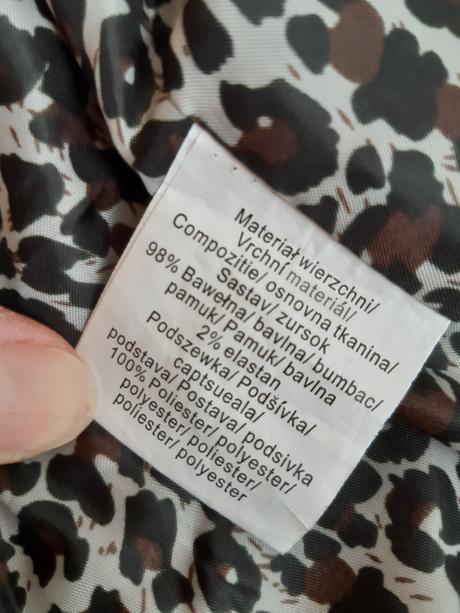 Materiał wierzchni/
Vrchní materiál/
Compozitie/ osnovna tkanina/
Sastav/ zursok
98% Bawełna/ bavlna/ bumbac/
pamuk/ Pamuk/ bavlna
2% elastan
Podszewka/ Podšívka/
captsueala/
podstava/ Postava/ podsivka
100% Poliester/ polyester/
polyester/ poliester/
poliester/ polyester